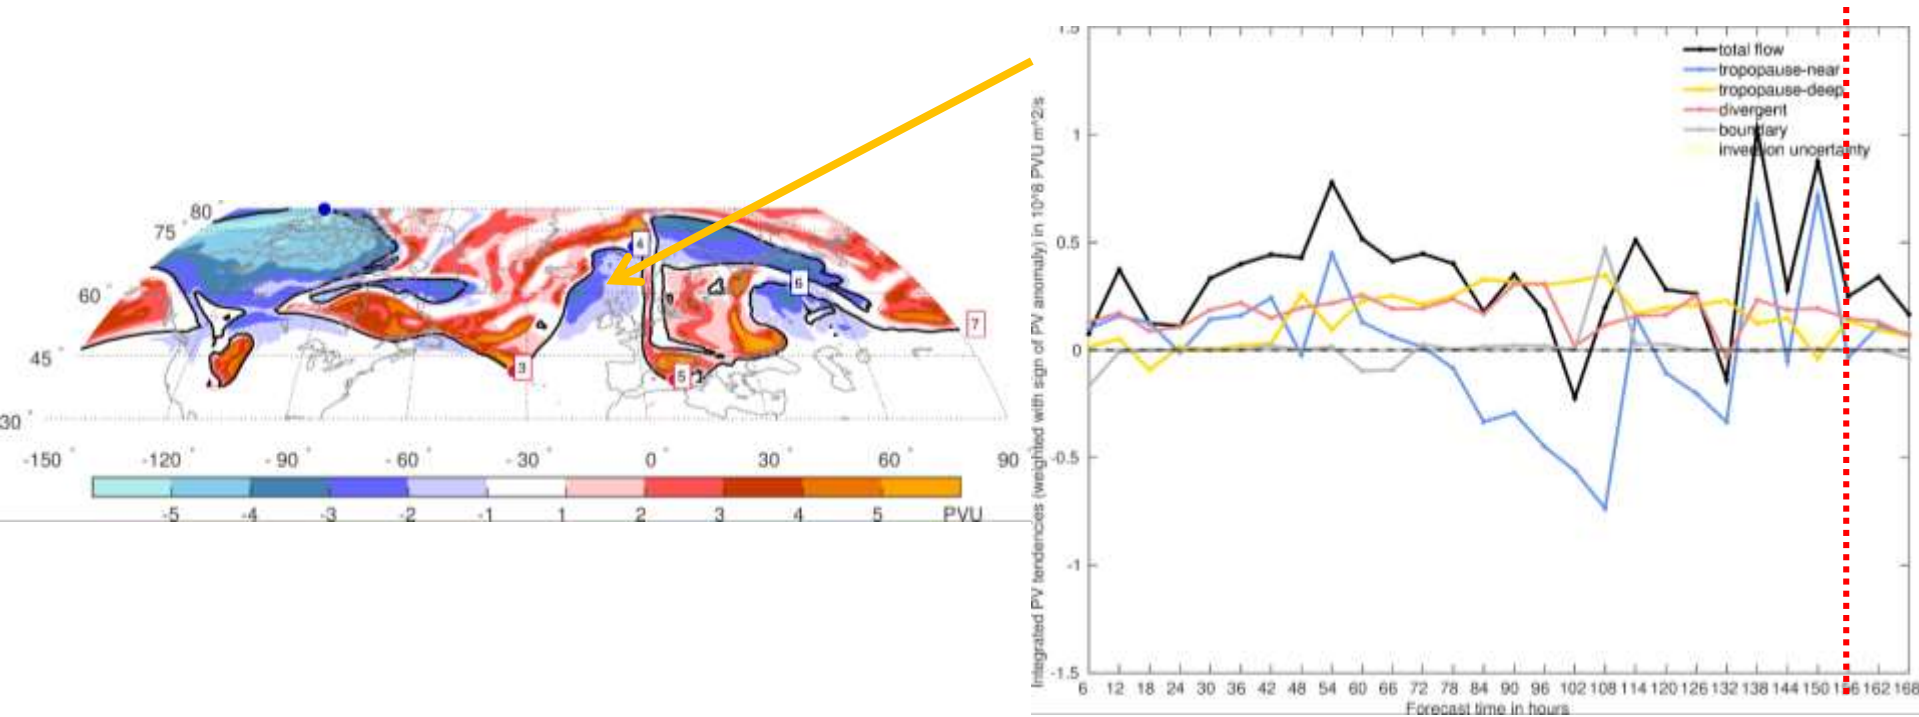 80
75
60
45
30
4
6
7
3
5
-150 -120 -90 -60 -30 0 30 60 90
-5 -4 -3 -2 -1 1 2 3 4 5 PVU
Integrated PV tendencies (weighted with sign of PV anomaly) in 10^6 PVU m^2/s
1.5
1
0.5
0
-0.5
-1
-1.5
total flow
tropopause-near
tropopause-deep
divergent
boundary
inversion uncertainty
6 12 18 24 30 36 42 48 54 60 66 72 78 84 90 96 102 108 114 120 126 132 138 144 150 156 162 168
Forecast time in hours